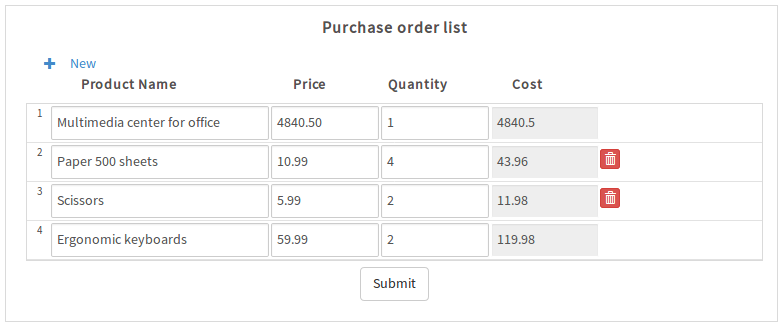 Purchase order list
New
Product Name Price Quantity Cost
1 Multimedia center for office 4840.50 1 4840.5
2 Paper 500 sheets 10.99 4 43.96
3 Scissors 5.99 2 11.98
4 Ergonomic keyboards 59.99 2 119.98
Submit